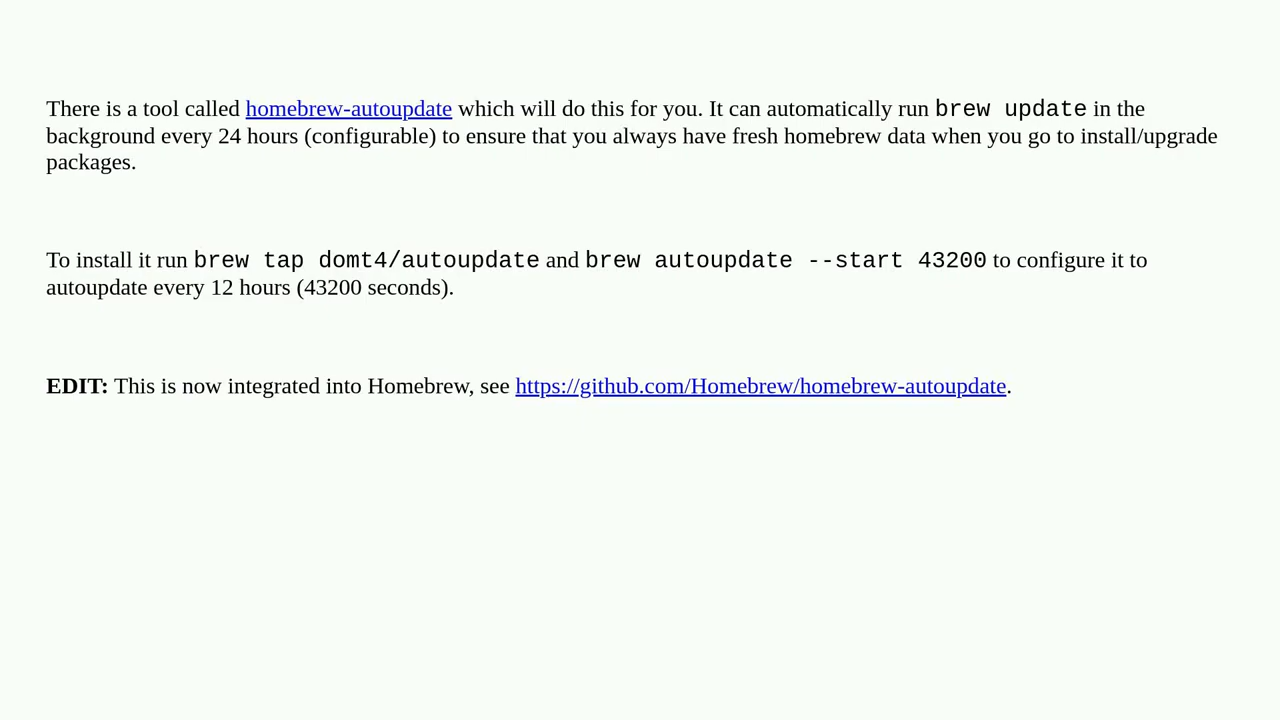 There is a tool called homebrew-autoupdate which will do this for you. It can automatically run brew update in the
background every 24 hours (configurable) to ensure that you always have fresh homebrew data when you go to install/upgrade
packages.
To install it run brew tap domt4/autoupdate and brew autoupdate --start 43200 to configure it to
autoupdate every 12 hours (43200 seconds).
EDIT: This is now integrated into Homebrew, see https://github.com/Homebrew/homebrew-autoupdate.